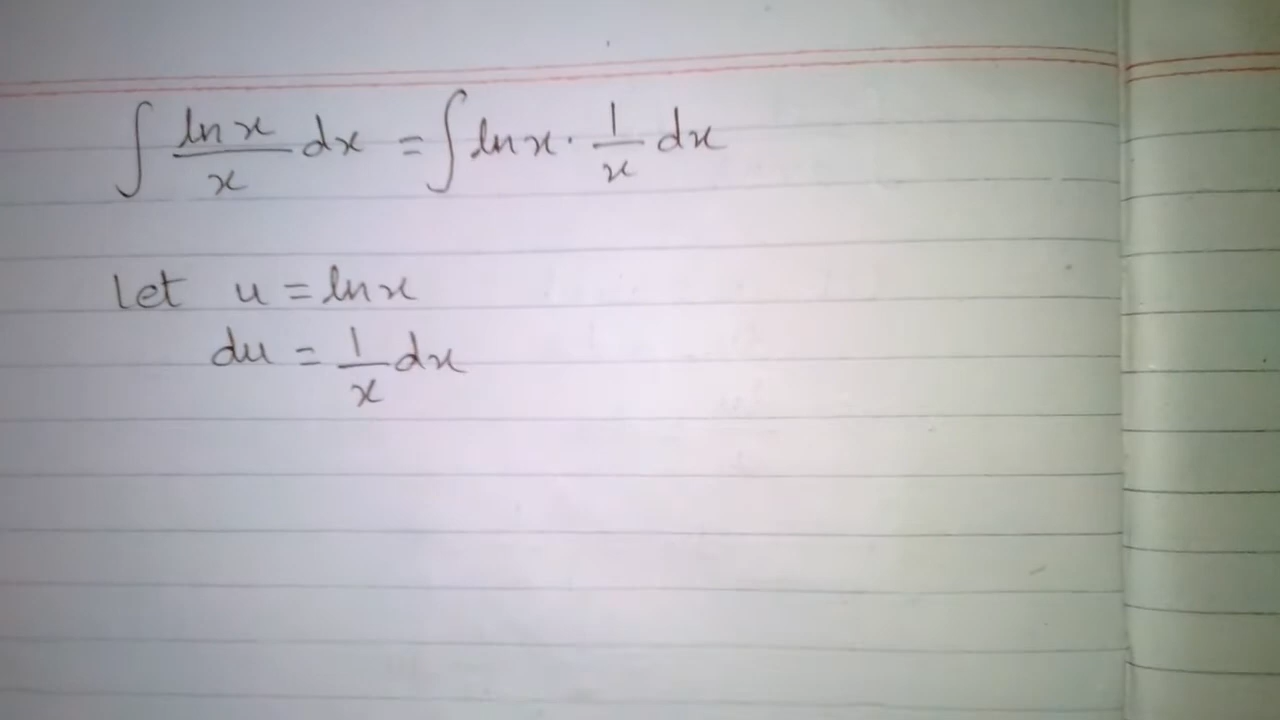 ∫ ln x / x dx = ∫ ln x · 1/x dx
Let u = ln x
du = 1/x dx